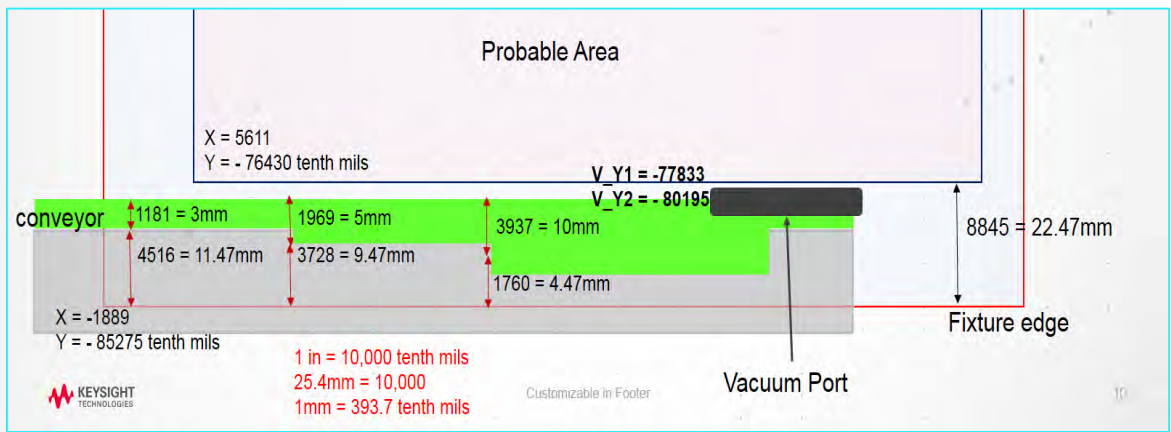 Probable Area
X = 5611
Y = - 76430 tenth mils
V_Y1 = -77833
V_Y2 = - 80195
conveyor
1181 = 3mm
1969 = 5mm
3937 = 10mm
8845 = 22.47mm
4516 = 11.47mm
3728 = 9.47mm
1760 = 4.47mm
X = -1889
Y = - 85275 tenth mils
Fixture edge
1 in = 10,000 tenth mils
25.4mm = 10,000
1mm = 393.7 tenth mils
Vacuum Port
KEYSIGHT
TECHNOLOGIES
Customizable in Footer
10